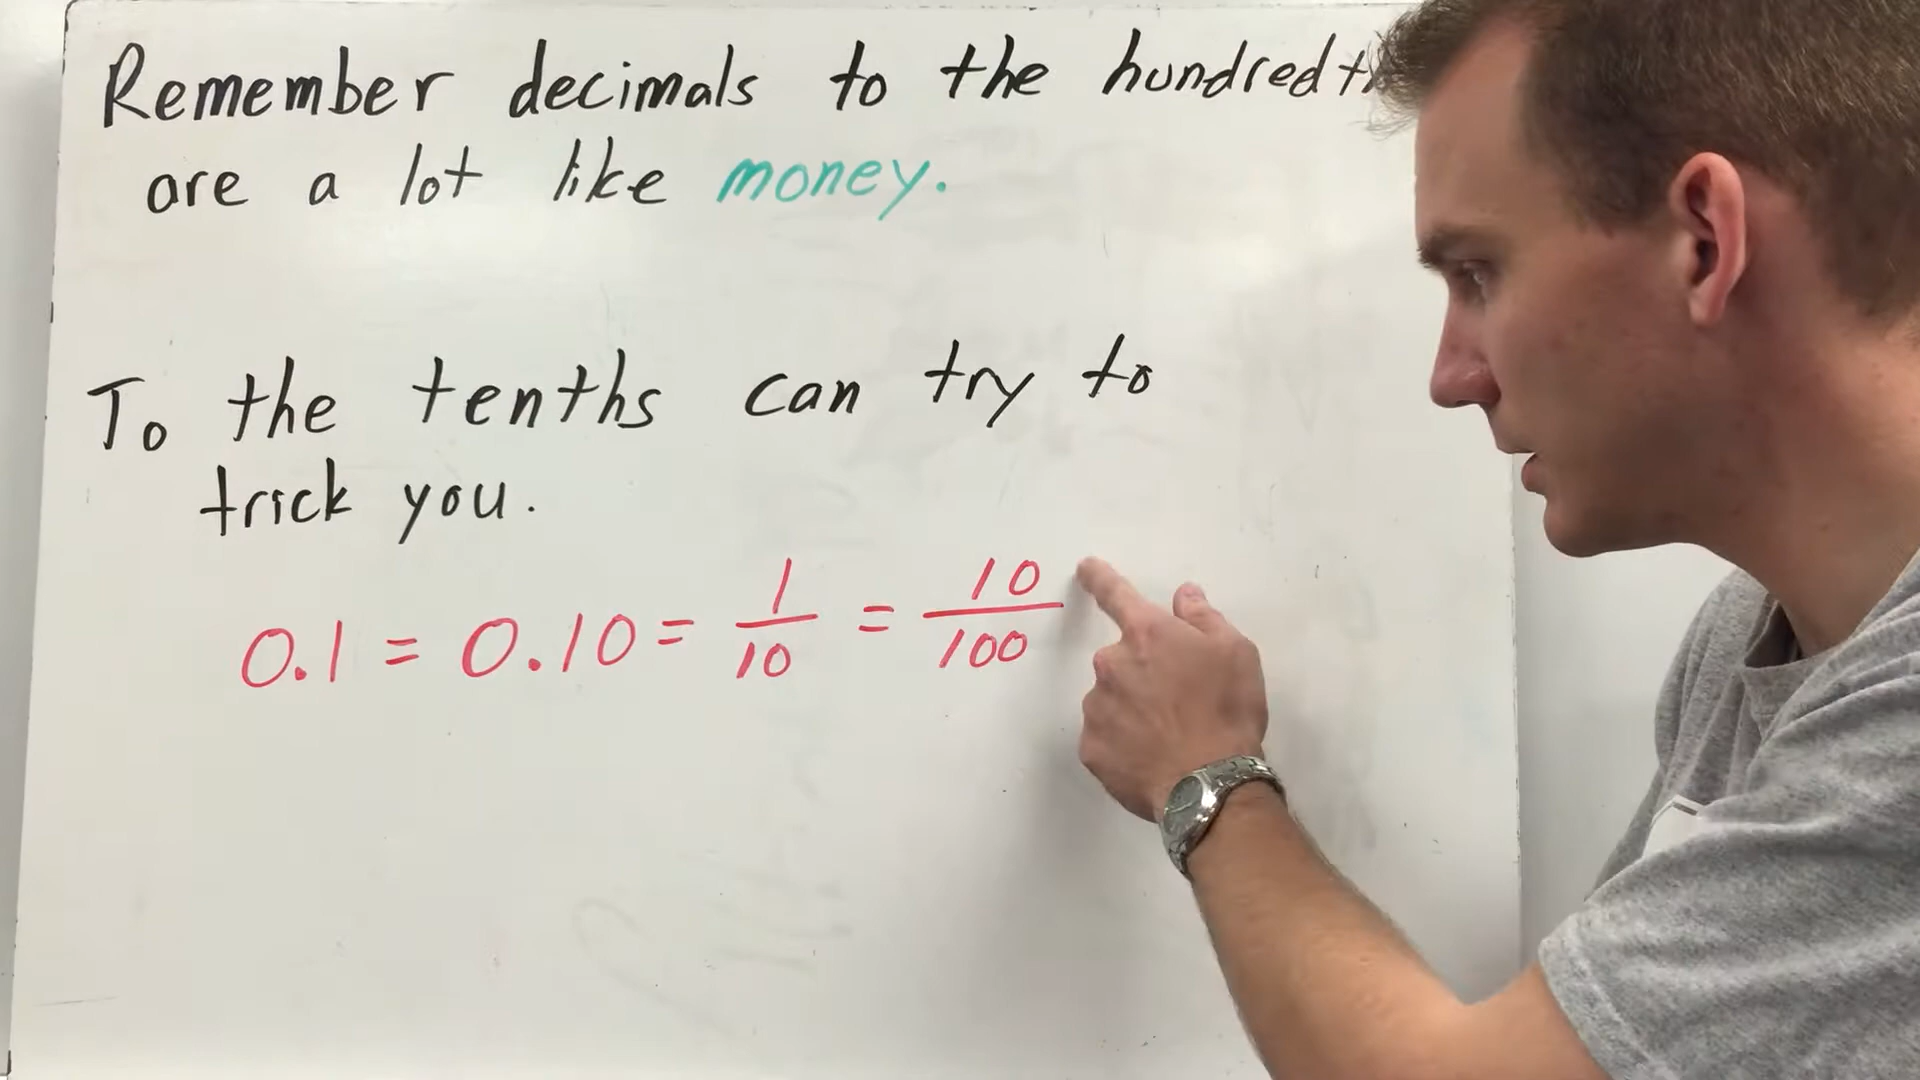 Remember decimals to the hundredth
are a lot like money.
To the tenths can try to
trick you.
0.1 = 0.10 = 1/10 = 10/100